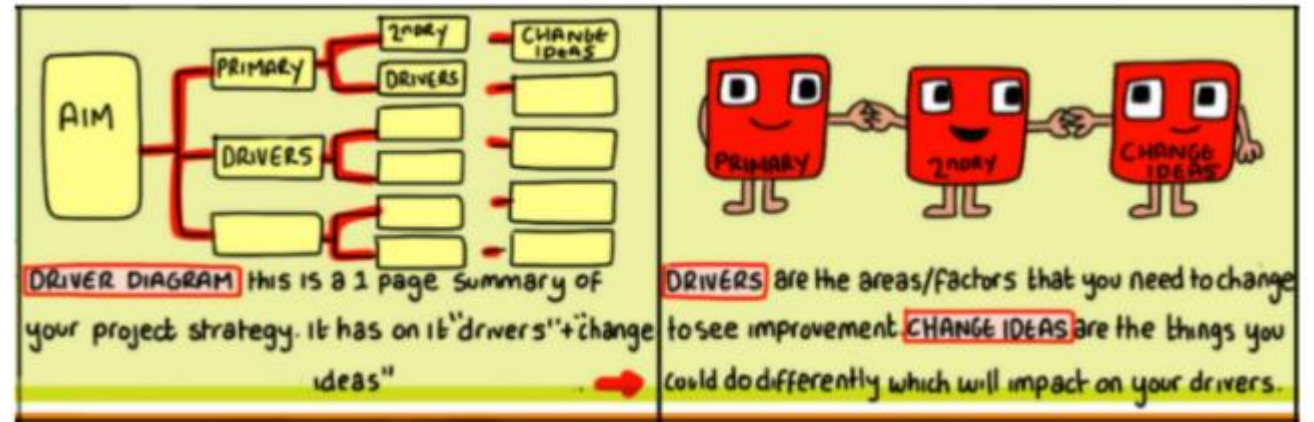 AIM
PRIMARY
DRIVERS
2nDRY
DRIVERS
CHANGE
IDEAS
DRIVER DIAGRAM this is a 1 page summary of
your project strategy. It has on it "drivers" + "change
ideas"
PRIMARY
2nDRY
CHANGE
IDEAS
DRIVERS are the areas/factors that you need to change
to see improvement. CHANGE IDEAS are the things you
could do differently which will impact on your drivers.